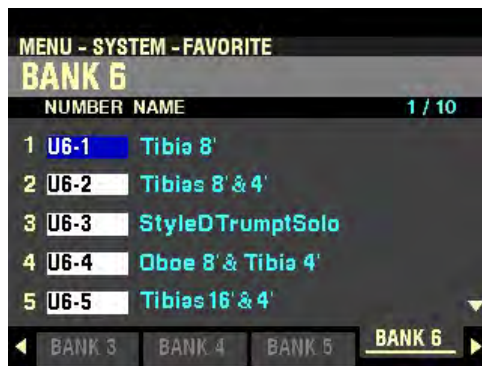 MENU - SYSTEM - FAVORITE
BANK 6
NUMBER NAME 1 / 10
1 U6-1 Tibia 8'
2 U6-2 Tibias 8' & 4'
3 U6-3 StyleDTrumptSolo
4 U6-4 Oboe 8' & Tibia 4'
5 U6-5 Tibias 16' & 4'
BANK 3 BANK 4 BANK 5 BANK 6